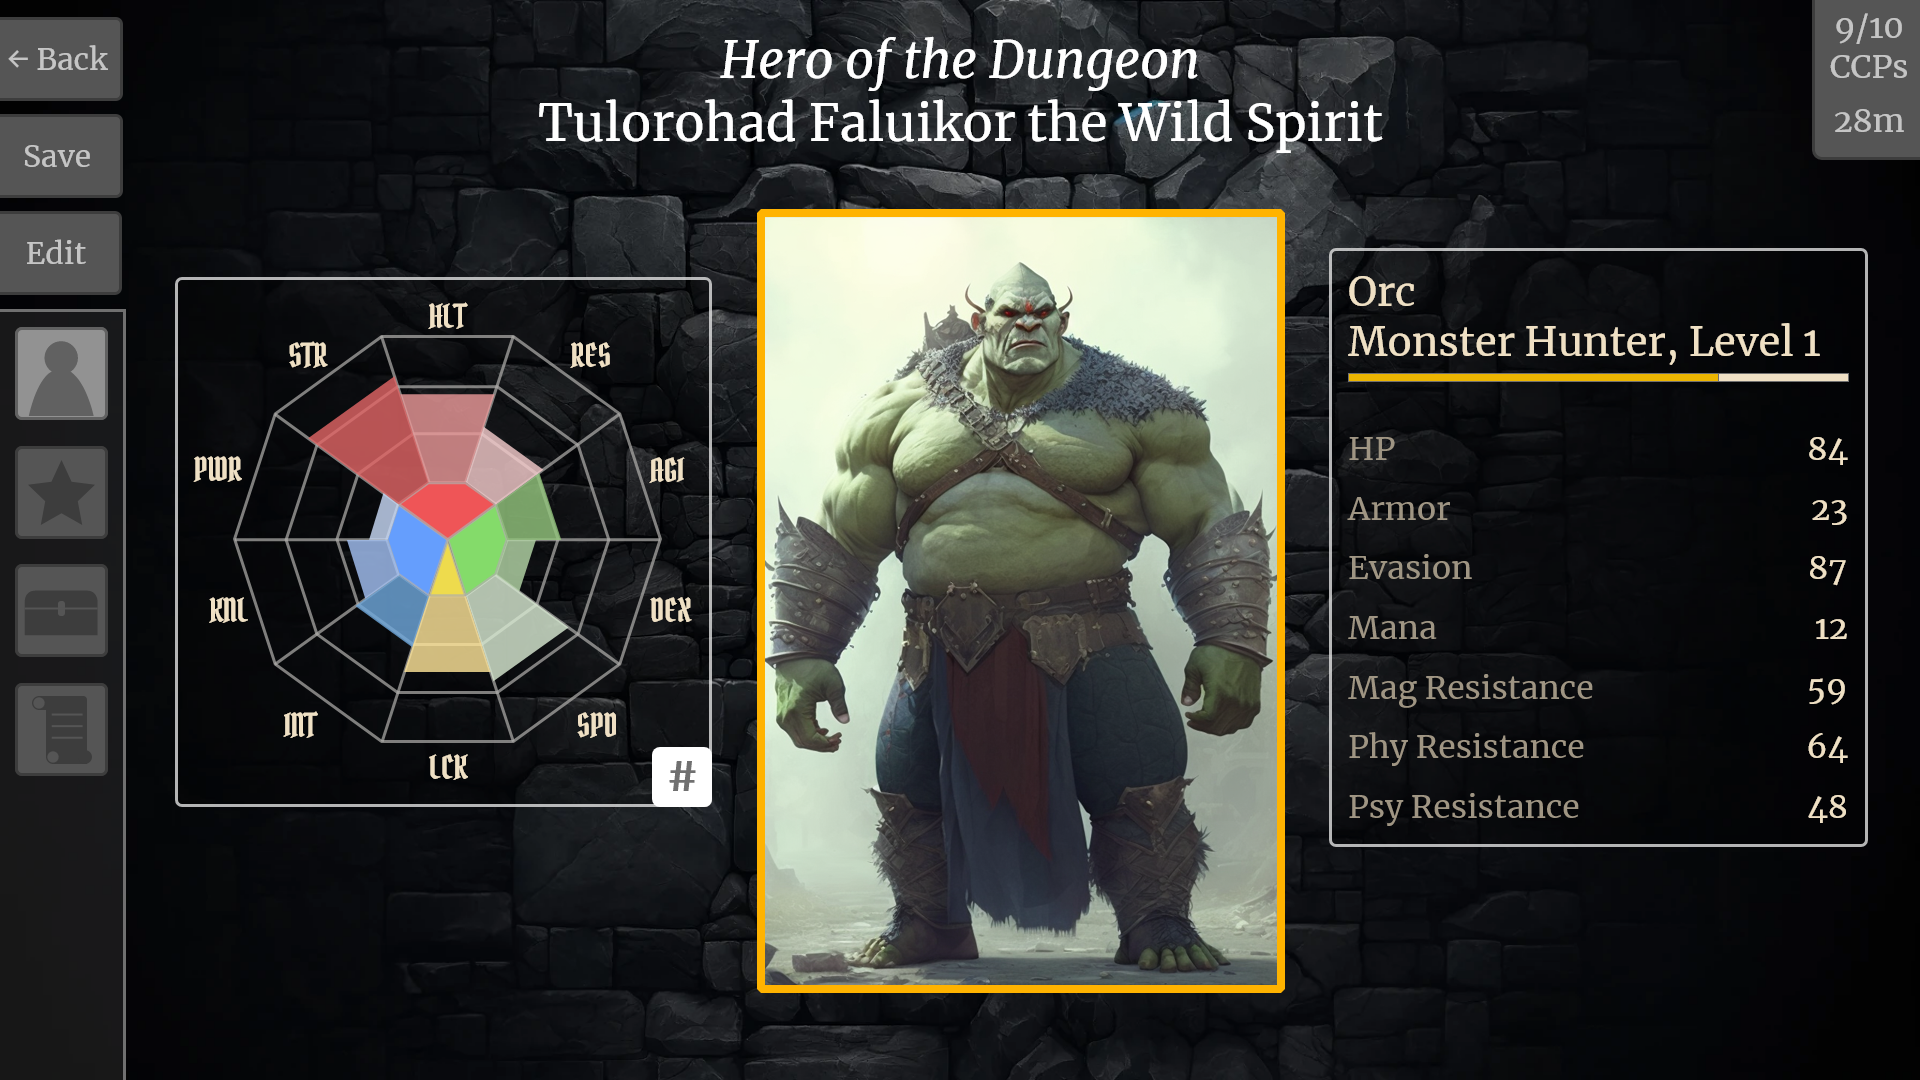 ← Back
Save
Edit
Hero of the Dungeon
Tulorohad Faluikor the Wild Spirit
9/10
CCPs
28m
HLT
STR
RES
PWR
AGI
KNL
DEX
INT
SPD
LCK
#
Orc
Monster Hunter, Level 1
HP 84
Armor 23
Evasion 87
Mana 12
Mag Resistance 59
Phy Resistance 64
Psy Resistance 48